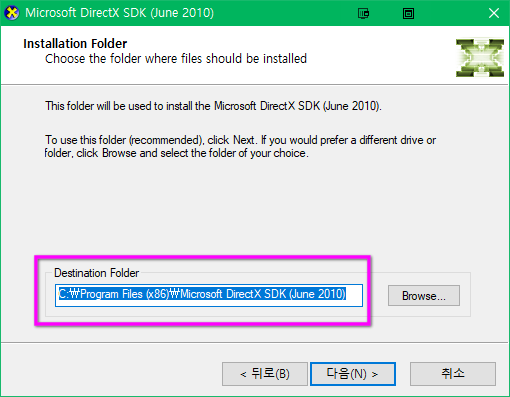 Microsoft DirectX SDK (June 2010)
Installation Folder
Choose the folder where files should be installed
This folder will be used to install the Microsoft DirectX SDK (June 2010).
To use this folder (recommended), click Next. If you would prefer a different drive or
folder, click Browse and select the folder of your choice.
Destination Folder
C:₩Program Files (x86)₩Microsoft DirectX SDK (June 2010)
Browse...
< 뒤로(B)
다음(N) >
취소